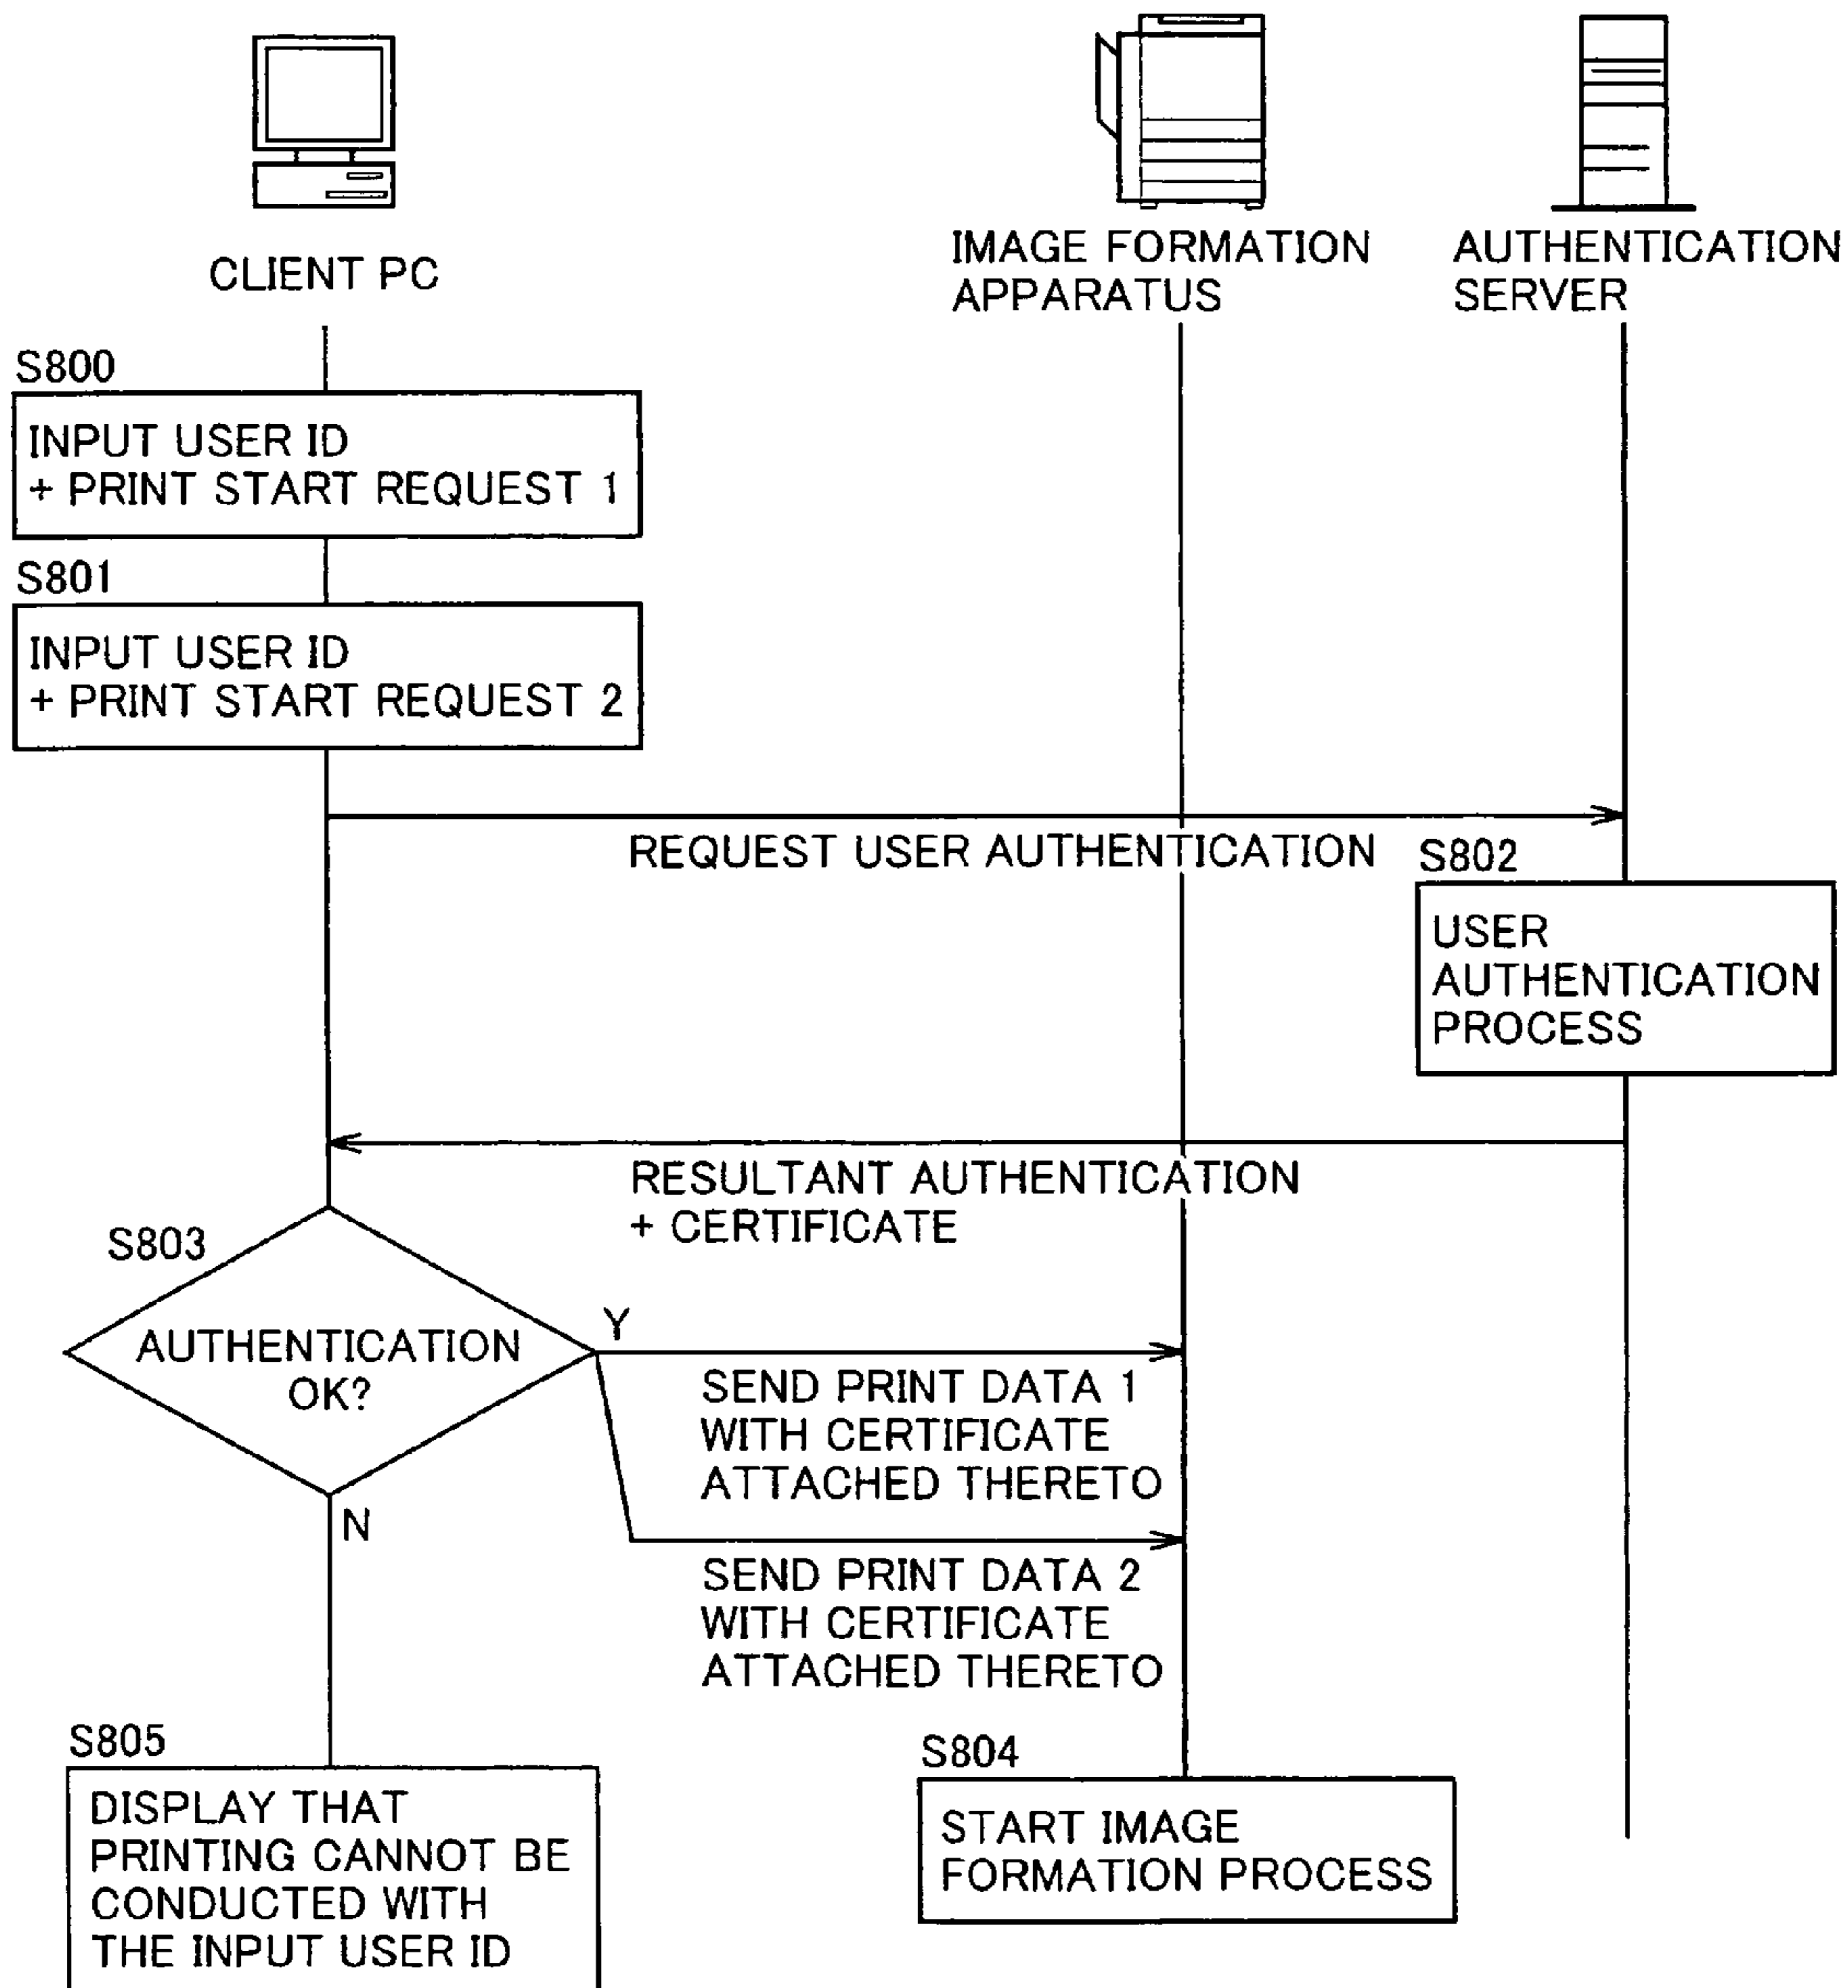 CLIENT PC
IMAGE FORMATION
APPARATUS
AUTHENTICATION
SERVER
S800
INPUT USER ID
+ PRINT START REQUEST 1
S801
INPUT USER ID
+ PRINT START REQUEST 2
REQUEST USER AUTHENTICATION
S802
USER
AUTHENTICATION
PROCESS
RESULTANT AUTHENTICATION
+ CERTIFICATE
S803
AUTHENTICATION
OK?
Y
SEND PRINT DATA 1
WITH CERTIFICATE
ATTACHED THERETO
N
SEND PRINT DATA 2
WITH CERTIFICATE
ATTACHED THERETO
S805
DISPLAY THAT
PRINTING CANNOT BE
CONDUCTED WITH
THE INPUT USER ID
S804
START IMAGE
FORMATION PROCESS